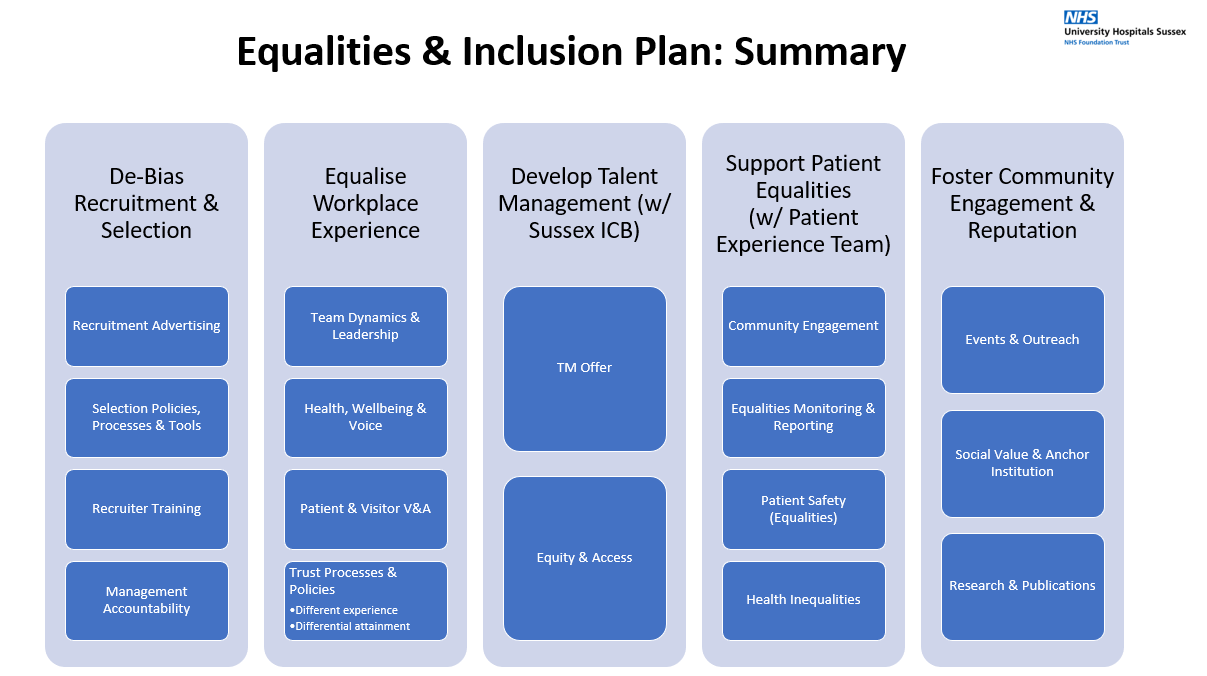 Equalities & Inclusion Plan: Summary
NHS
University Hospitals Sussex
NHS Foundation Trust
De-Bias
Recruitment &
Selection
Recruitment Advertising
Selection Policies,
Processes & Tools
Recruiter Training
Management
Accountability
Equalise
Workplace
Experience
Team Dynamics &
Leadership
Health, Wellbeing &
Voice
Patient & Visitor V&A
Trust Processes &
Policies
•Different experience
•Differential attainment
Develop Talent
Management (w/
Sussex ICB)
TM Offer
Equity & Access
Support Patient
Equalities
(w/ Patient
Experience Team)
Community Engagement
Equalities Monitoring &
Reporting
Patient Safety
(Equalities)
Health Inequalities
Foster Community
Engagement &
Reputation
Events & Outreach
Social Value & Anchor
Institution
Research & Publications